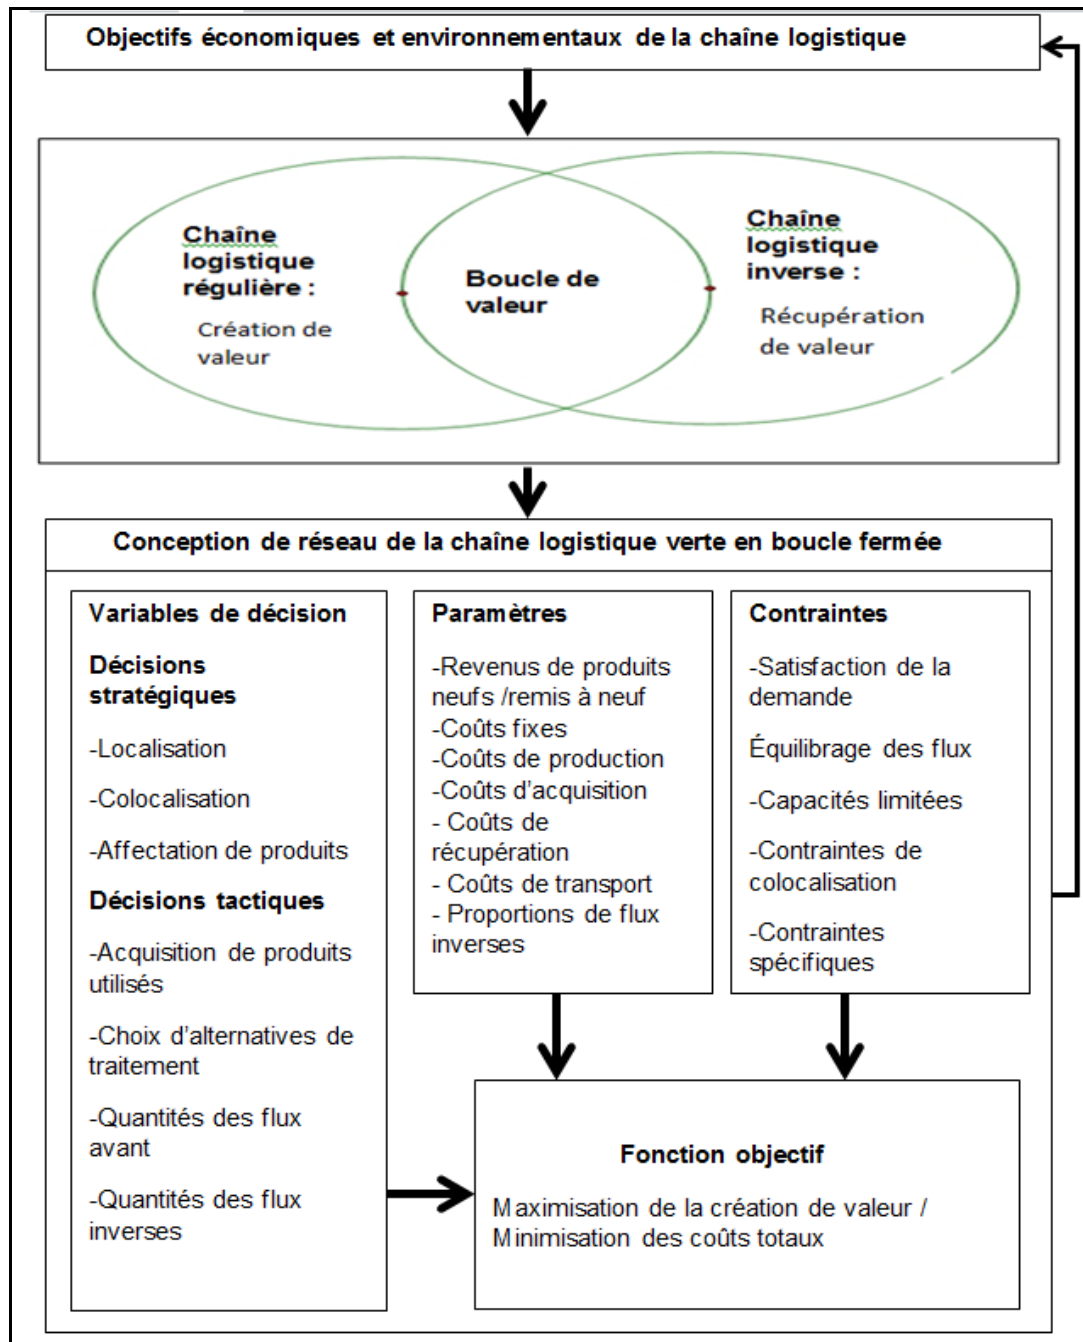 Objectifs économiques et environnementaux de la chaîne logistique
Chaîne
logistique
régulière :
Création de
valeur
Boucle de
valeur
Chaîne
logistique
inverse :
Récupération
de valeur
Conception de réseau de la chaîne logistique verte en boucle fermée
Variables de décision
Décisions
stratégiques
-Localisation
-Colocalisation
-Affectation de produits
Décisions tactiques
-Acquisition de produits
utilisés
-Choix d'alternatives de
traitement
-Quantités des flux
avant
-Quantités des flux
inverses
Paramètres
-Revenus de produits
neufs /remis à neuf
-Coûts fixes
-Coûts de production
-Coûts d'acquisition
- Coûts de
récupération
- Coûts de transport
- Proportions de flux
inverses
Contraintes
-Satisfaction de la
demande
Équilibrage des flux
-Capacités limitées
-Contraintes de
colocalisation
-Contraintes
spécifiques
Fonction objectif
Maximisation de la création de valeur /
Minimisation des coûts totaux